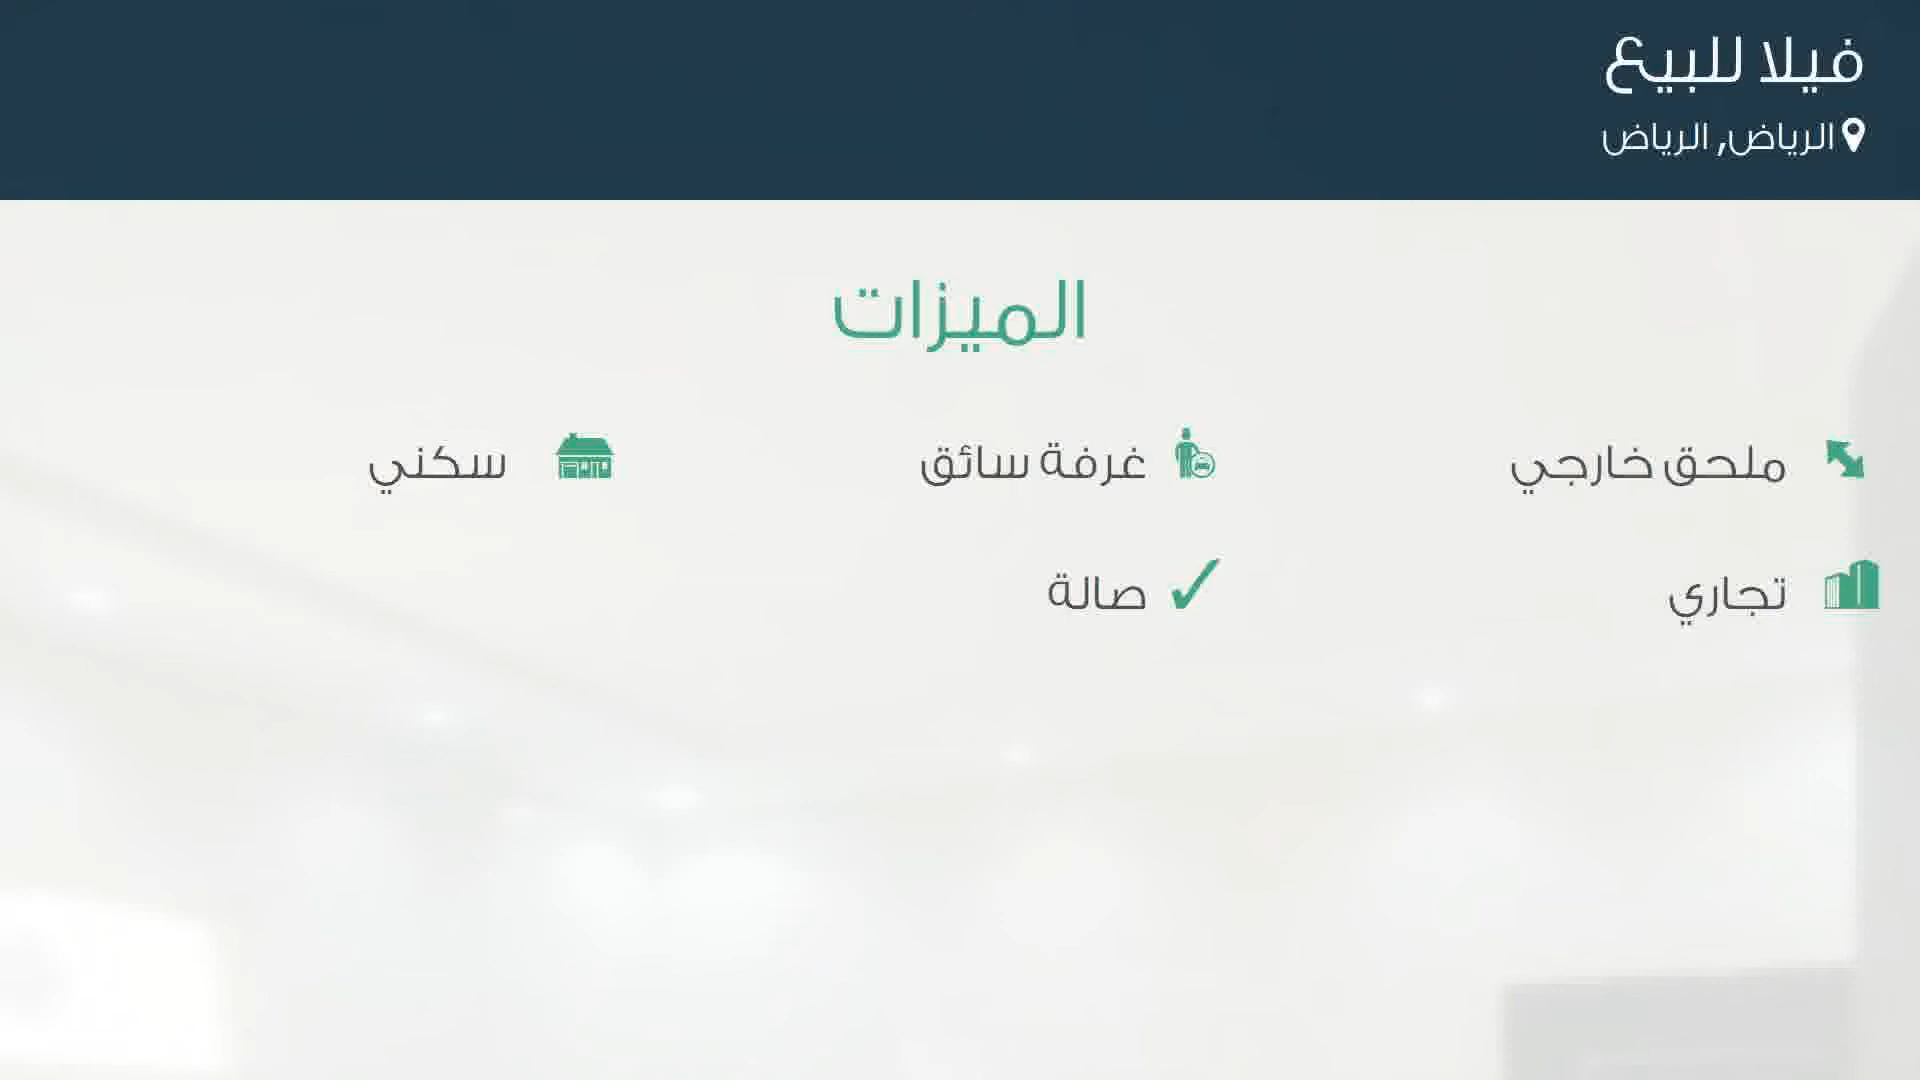 فيلا للبيع
الرياض, الرياض
الميزات
ملحق خارجي
غرفة سائق
سكني
تجاري
صالة